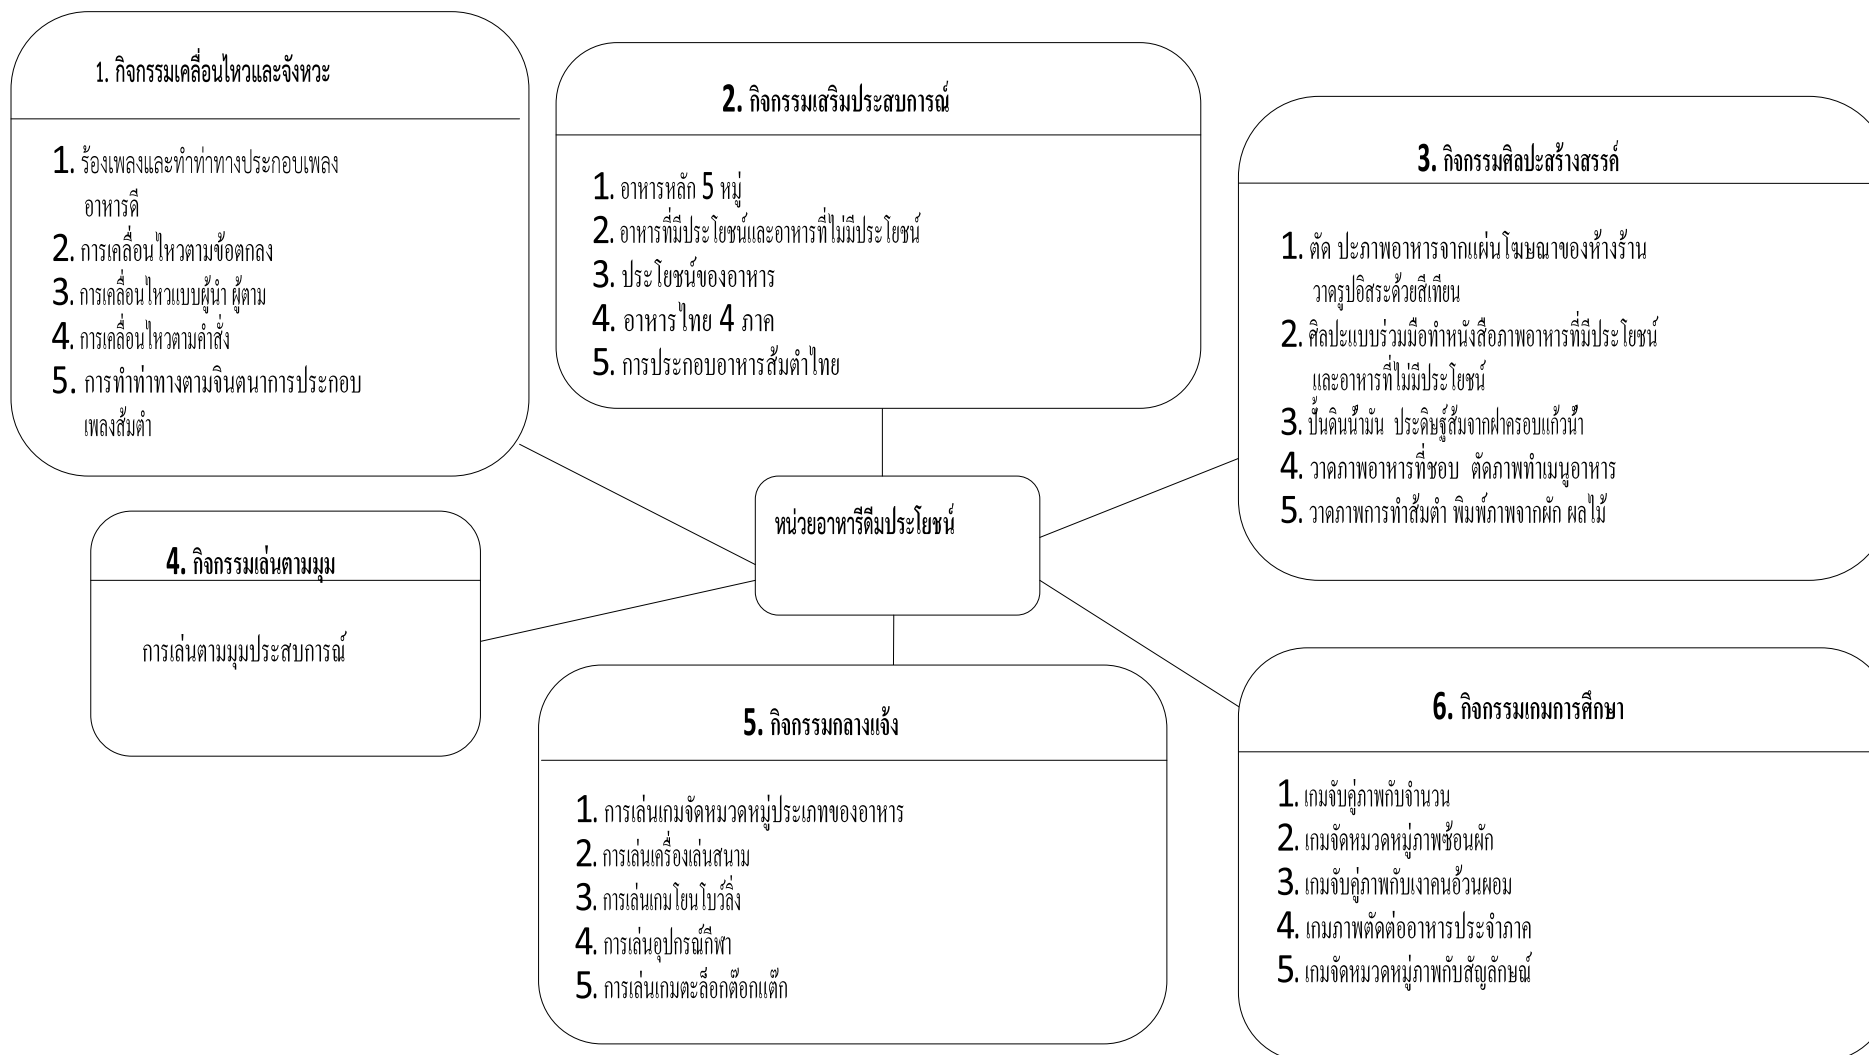 1. กิจกรรมเคลื่อนไหวและจังหวะ
1. ร้องเพลงและทำท่าทางประกอบเพลง
อาหารดี
2. การเคลื่อนไหวตามข้อตกลง
3. การเคลื่อนไหวแบบผู้นำ ผู้ตาม
4. การเคลื่อนไหวตามคำสั่ง
5. การทำท่าทางตามจินตนาการประกอบ
เพลงส้มตำ
2. กิจกรรมเสริมประสบการณ์
1. อาหารหลัก 5 หมู่
2. อาหารที่มีประโยชน์และอาหารที่ไม่มีประโยชน์
3. ประโยชน์ของอาหาร
4. อาหารไทย 4 ภาค
5. การประกอบอาหารส้มตำไทย
3. กิจกรรมศิลปะสร้างสรรค์
1. ตัด ปะภาพอาหารจากแผ่นโฆษณาของห้างร้าน
วาดรูปอิสระด้วยสีเทียน
2. ศิลปะแบบร่วมมือทำหนังสือภาพอาหารที่มีประโยชน์
และอาหารที่ไม่มีประโยชน์
3. ปั้นดินน้ำมัน ประดิษฐ์ส้มจากฝาครอบแก้วน้ำ
4. วาดภาพอาหารที่ชอบ ตัดภาพทำเมนูอาหาร
5. วาดภาพการทำส้มตำ พิมพ์ภาพจากผัก ผลไม้
หน่วยอาหารีดีมประโยชน์
4. กิจกรรมเล่นตามมุม
การเล่นตามมุมประสบการณ์
5. กิจกรรมกลางแจ้ง
1. การเล่นเกมจัดหมวดหมู่ประเภทของอาหาร
2. การเล่นเครื่องเล่นสนาม
3. การเล่นเกมโยนโบว์ลิ่ง
4. การเล่นอุปกรณ์กีฬา
5. การเล่นเกมตะล็อกต๊อกแต๊ก
6. กิจกรรมเกมการศึกษา
1. เกมจับคู่ภาพกับจำนวน
2. เกมจัดหมวดหมู่ภาพซ้อนผัก
3. เกมจับคู่ภาพกับเงาคนอ้วนผอม
4. เกมภาพตัดต่ออาหารประจำภาค
5. เกมจัดหมวดหมู่ภาพกับสัญลักษณ์